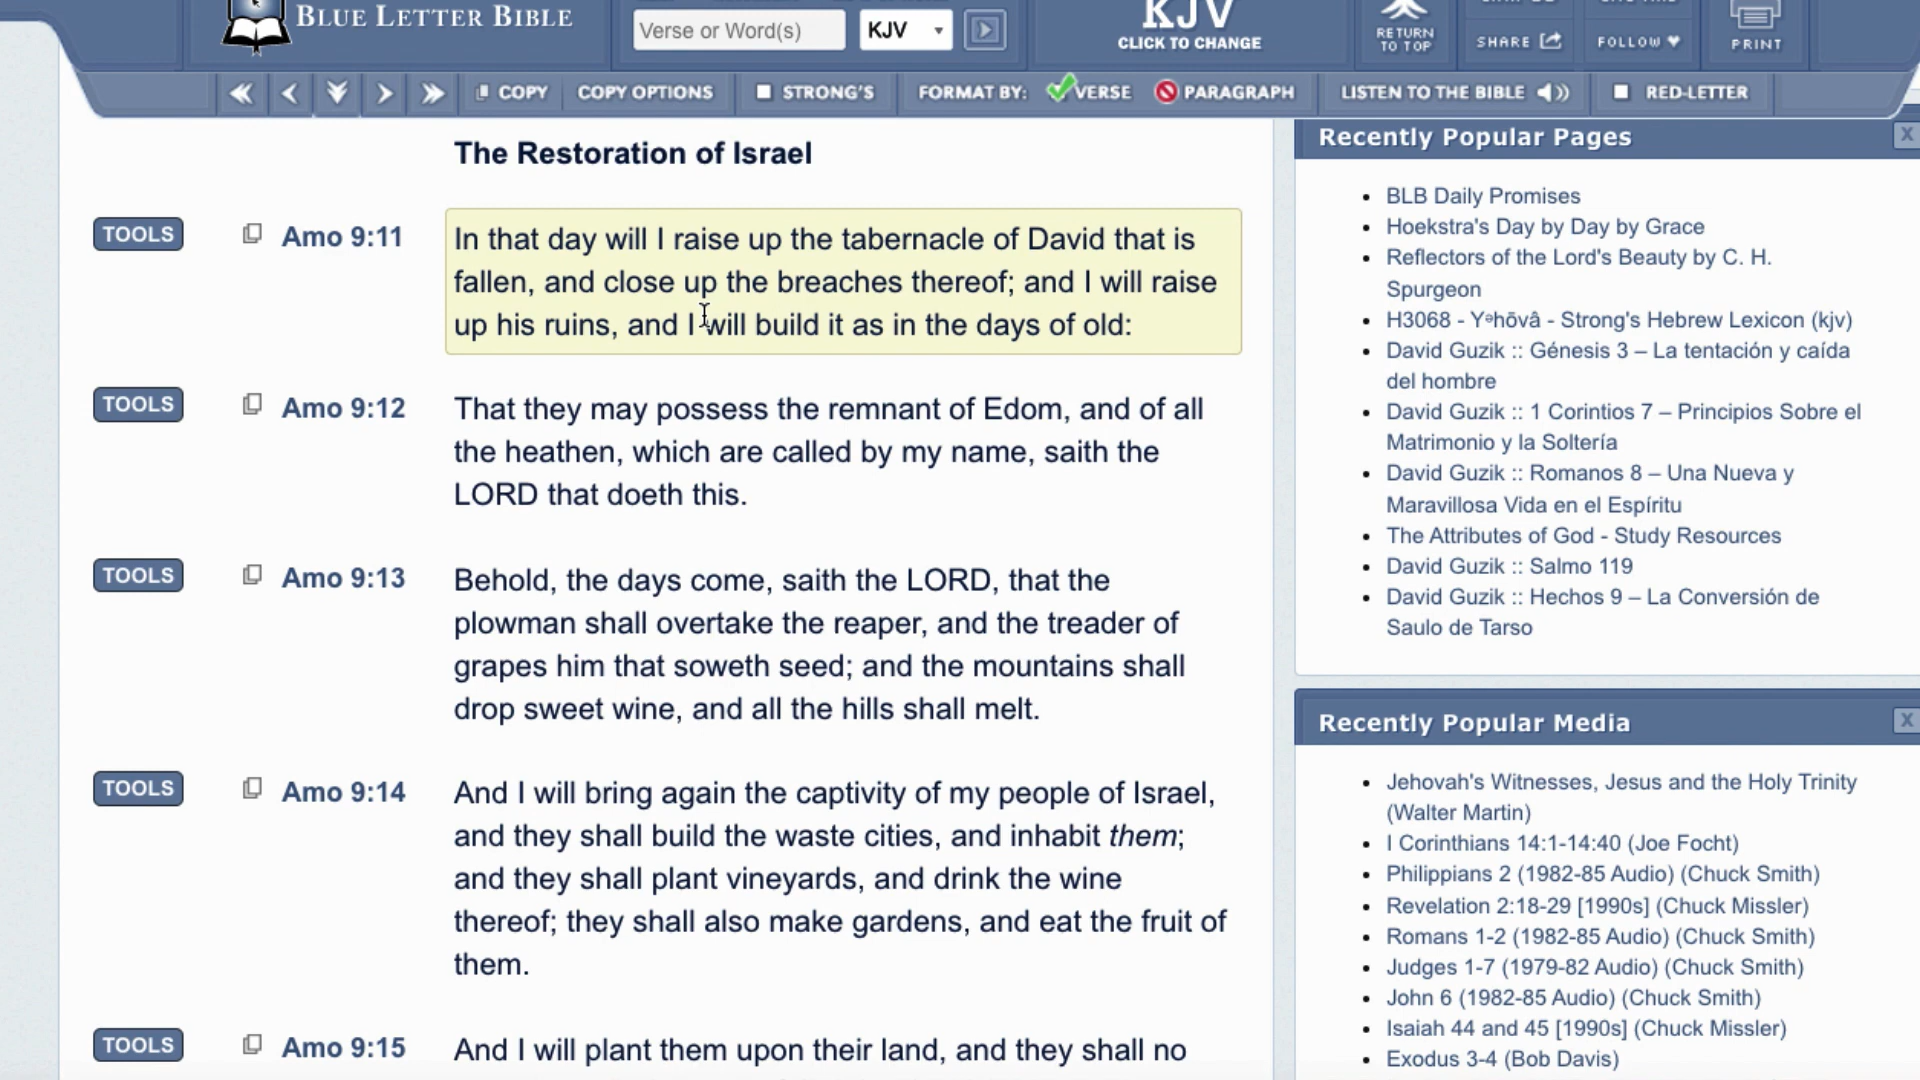 BLUE LETTER BIBLE
Verse or Word(s)
KJV
KJV
CLICK TO CHANGE
RETURN
TO TOP
SHARE
FOLLOW
PRINT
COPY
COPY OPTIONS
STRONG'S
FORMAT BY:
VERSE
PARAGRAPH
LISTEN TO THE BIBLE
RED-LETTER
The Restoration of Israel
TOOLS
Amo 9:11
In that day will I raise up the tabernacle of David that is
fallen, and close up the breaches thereof; and I will raise
up his ruins, and I will build it as in the days of old:
TOOLS
Amo 9:12
That they may possess the remnant of Edom, and of all
the heathen, which are called by my name, saith the
LORD that doeth this.
TOOLS
Amo 9:13
Behold, the days come, saith the LORD, that the
plowman shall overtake the reaper, and the treader of
grapes him that soweth seed; and the mountains shall
drop sweet wine, and all the hills shall melt.
TOOLS
Amo 9:14
And I will bring again the captivity of my people of Israel,
and they shall build the waste cities, and inhabit them;
and they shall plant vineyards, and drink the wine
thereof; they shall also make gardens, and eat the fruit of
them.
TOOLS
Amo 9:15
And I will plant them upon their land, and they shall no
Recently Popular Pages
X
• BLB Daily Promises
• Hoekstra's Day by Day by Grace
• Reflectors of the Lord's Beauty by C. H.
Spurgeon
• H3068 - Yᵊhōvâ - Strong's Hebrew Lexicon (kjv)
• David Guzik :: Génesis 3 – La tentación y caída
del hombre
• David Guzik :: 1 Corintios 7 – Principios Sobre el
Matrimonio y la Soltería
• David Guzik :: Romanos 8 – Una Nueva y
Maravillosa Vida en el Espíritu
• The Attributes of God - Study Resources
• David Guzik :: Salmo 119
• David Guzik :: Hechos 9 – La Conversión de
Saulo de Tarso
Recently Popular Media
X
• Jehovah's Witnesses, Jesus and the Holy Trinity
(Walter Martin)
• I Corinthians 14:1-14:40 (Joe Focht)
• Philippians 2 (1982-85 Audio) (Chuck Smith)
• Revelation 2:18-29 [1990s] (Chuck Missler)
• Romans 1-2 (1982-85 Audio) (Chuck Smith)
• Judges 1-7 (1979-82 Audio) (Chuck Smith)
• John 6 (1982-85 Audio) (Chuck Smith)
• Isaiah 44 and 45 [1990s] (Chuck Missler)
• Exodus 3-4 (Bob Davis)